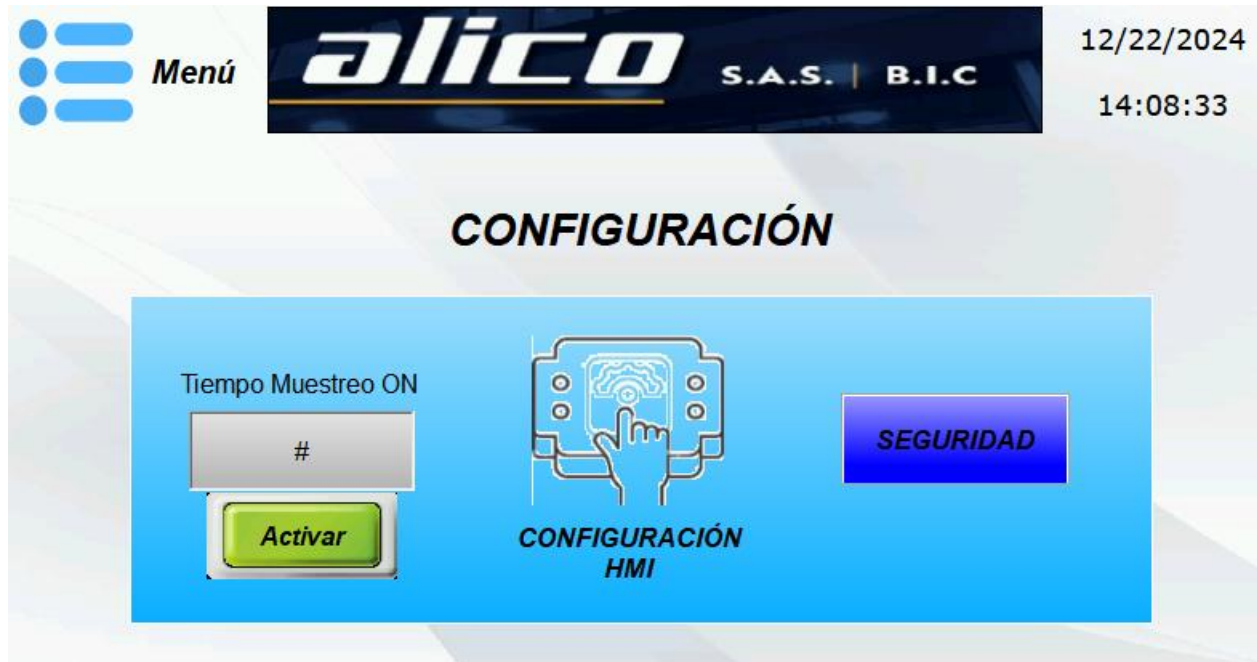 Menú
alico S.A.S. | B.I.C
12/22/2024
14:08:33
CONFIGURACIÓN
Tiempo Muestreo ON
#
Activar
CONFIGURACIÓN
HMI
SEGURIDAD